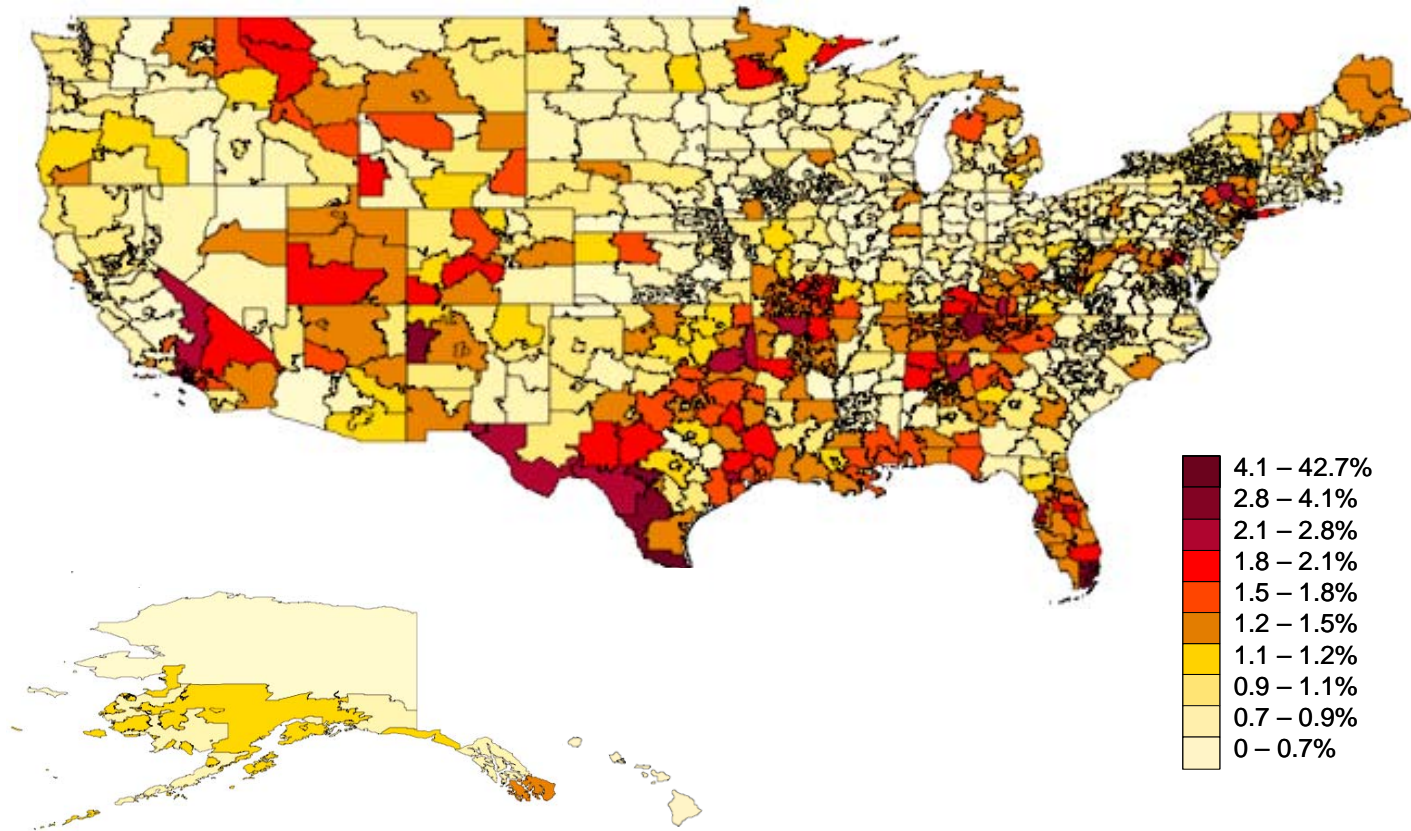 4.1 – 42.7%
2.8 – 4.1%
2.1 – 2.8%
1.8 – 2.1%
1.5 – 1.8%
1.2 – 1.5%
1.1 – 1.2%
0.9 – 1.1%
0.7 – 0.9%
0 – 0.7%